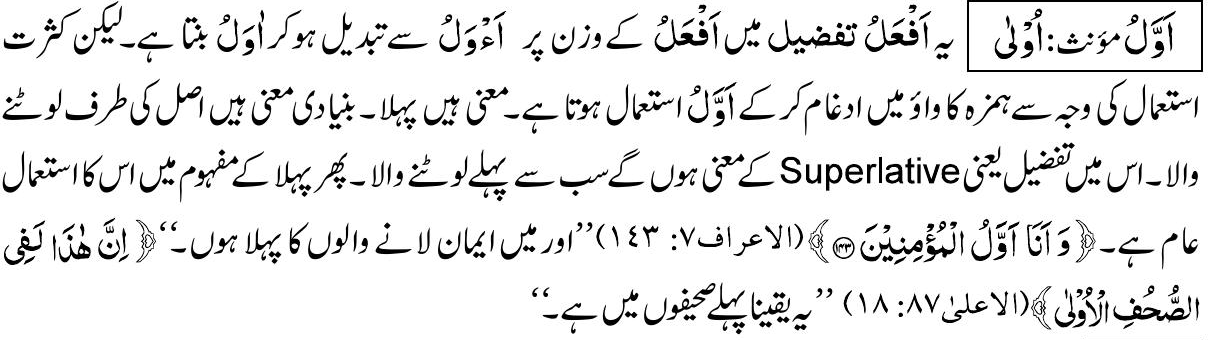 اَوَّلُ مؤنث: اُوْلٰى یہ اَفْعَلُ تفضیل میں اَفْعَلُ کے وزن پر اَءْوَلُ سے تبدیل ہوکر اٰوَلُ بنتا ہے۔ لیکن کثرت
استعمال کی وجہ سے ہمزہ کا واؤ میں ادغام کر کے اَوَّلُ استعمال ہوتا ہے۔ معنی ہیں پہلا۔ بنیادی معنی ہیں اصل کی طرف لوٹنے
والا۔ اس میں تفضیل یعنی Superlative کے معنی ہوں گے سب سے پہلے لوٹنے والا۔ پھر پہلا کے مفہوم میں اس کا استعمال
عام ہے۔ ﴿وَ اَنَا اَوَّلُ الْمُؤْمِنِيْنَ ۝۱۴۳﴾ (الاعراف۷: ۱۴۳) ’’اور میں ایمان لانے والوں کا پہلا ہوں۔‘‘ ﴿اِنَّ هٰذَا لَفِي
الصُّحُفِ الْاُوْلٰى﴾ (الاعلیٰ۸۷: ۱۸) ’’یہ یقینا پہلے صحیفوں میں ہے۔‘‘